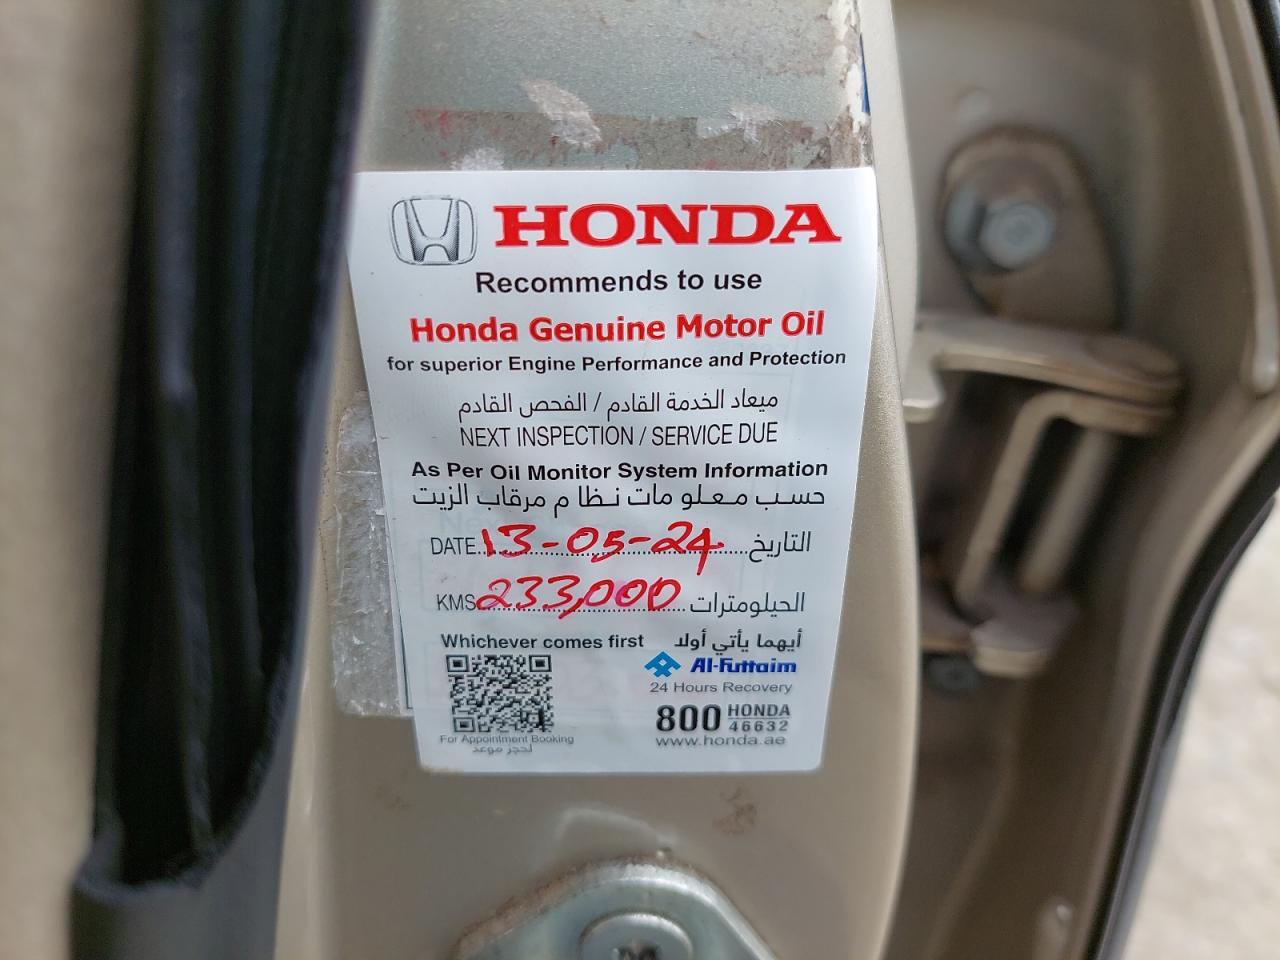 HONDA
Recommends to use
Honda Genuine Motor Oil
for superior Engine Performance and Protection
ميعاد الخدمة القادم / الفحص القادم
NEXT INSPECTION / SERVICE DUE
As Per Oil Monitor System Information
حسب معلومات نظام مرقاب الزيت
DATE 13-05-24 التاريخ
KMS 233,000 الحيلومترات
Whichever comes first أيهما يأتي أولا
Al-Futtaim
24 Hours Recovery
800 HONDA
46632
www.honda.ae
For Appointment Booking
لحجز موعد